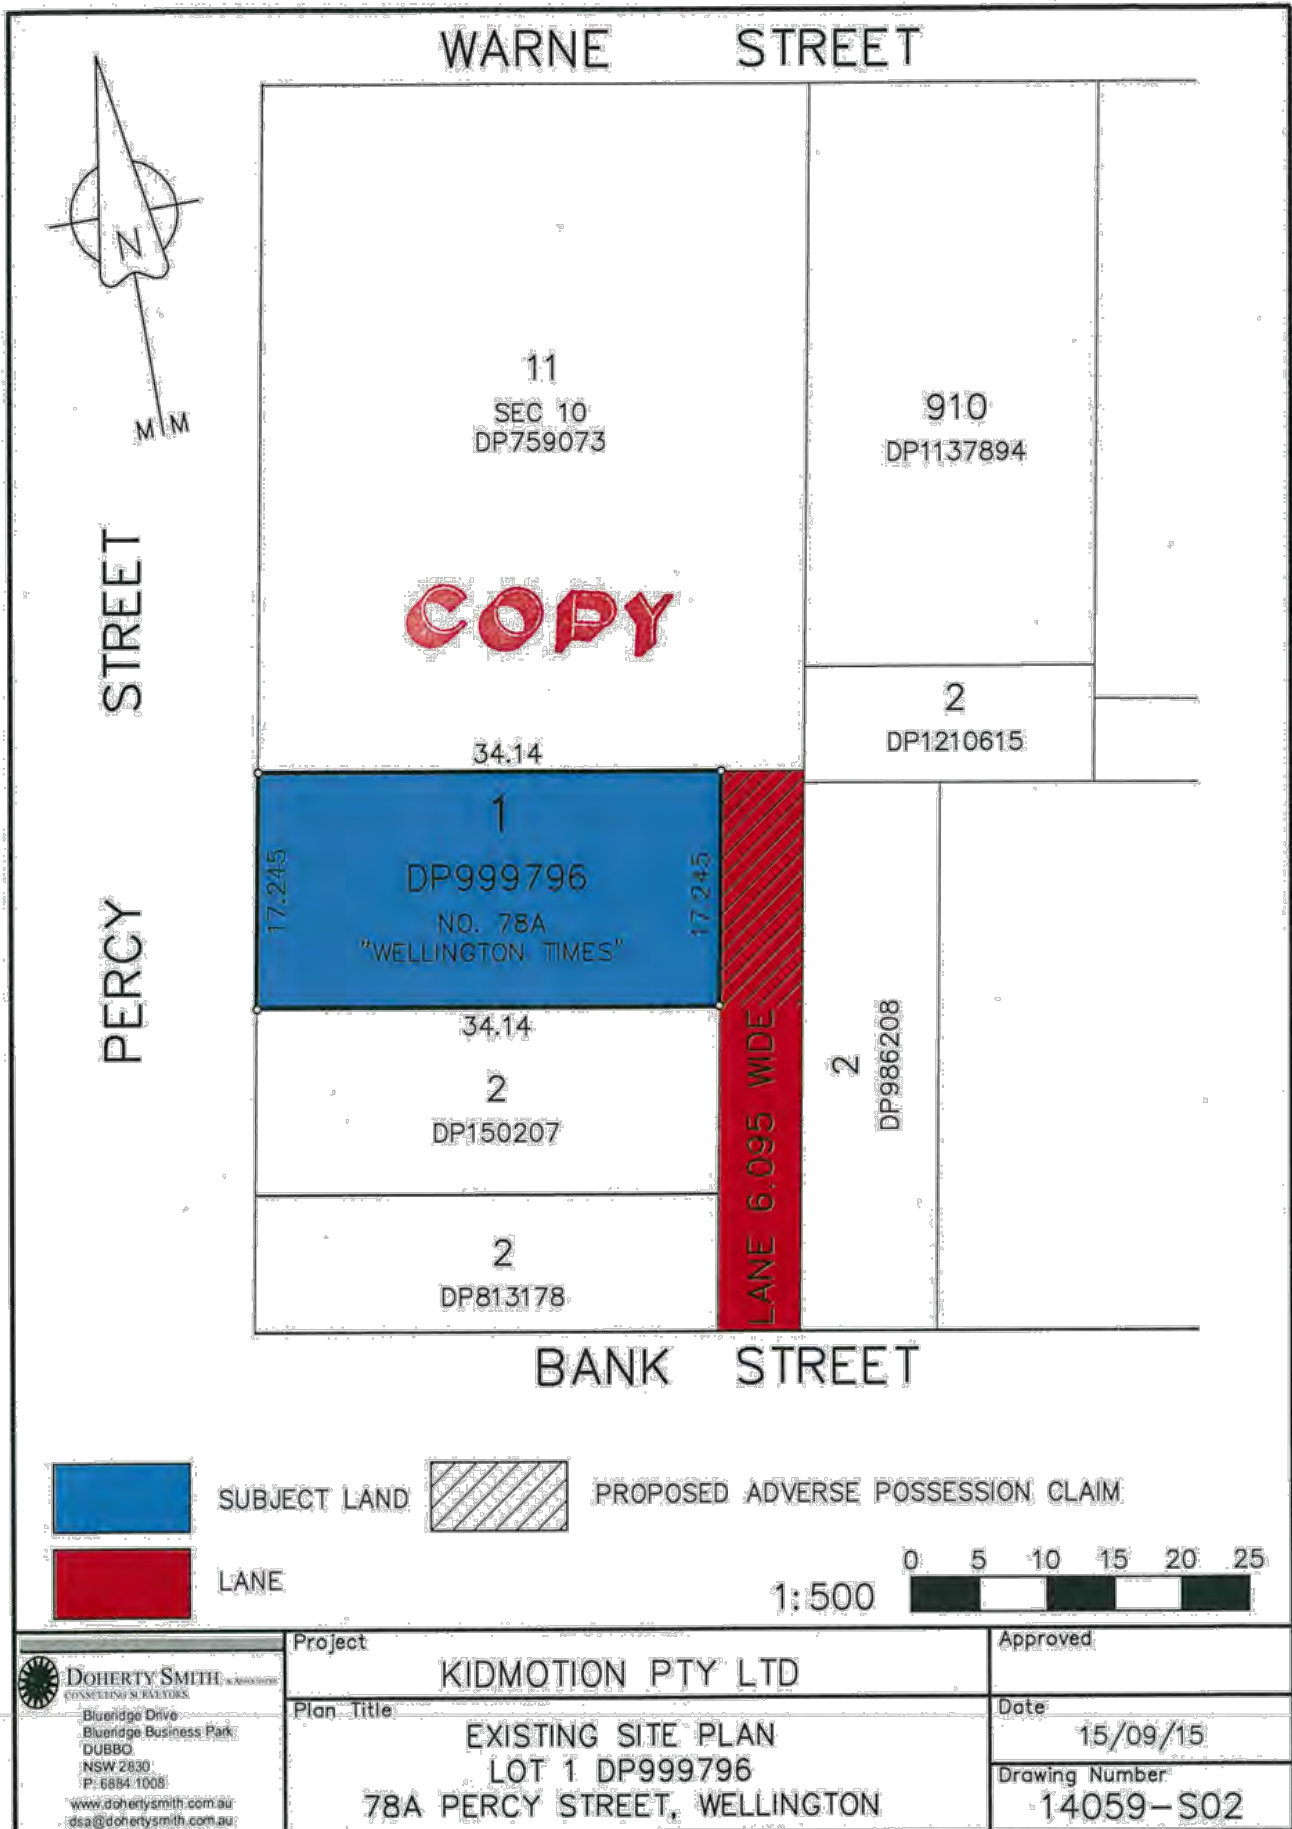 WARNE STREET
N
M M
11
SEC 10
DP759073
910
DP1137894
STREET
PERCY
COPY
2
DP1210615
34.14
1
DP999796
NO. 78A
"WELLINGTON TIMES"
17.245
17.245
34.14
2
DP150207
2
DP813178
LANE 6.095 WIDE
2
DP986208
BANK STREET
SUBJECT LAND
PROPOSED ADVERSE POSSESSION CLAIM
LANE
1:500
0 5 10 15 20 25
DOHERTY SMITH & ASSOCIATES
CONSULTING SURVEYORS
Blueridge Drive
Blueridge Business Park
DUBBO
NSW 2830
P: 6884 1008
www.dohertysmith.com.au
dsa@dohertysmith.com.au
Project
KIDMOTION PTY LTD
Plan Title
EXISTING SITE PLAN
LOT 1 DP999796
78A PERCY STREET, WELLINGTON
Approved
Date
15/09/15
Drawing Number
14059-S02